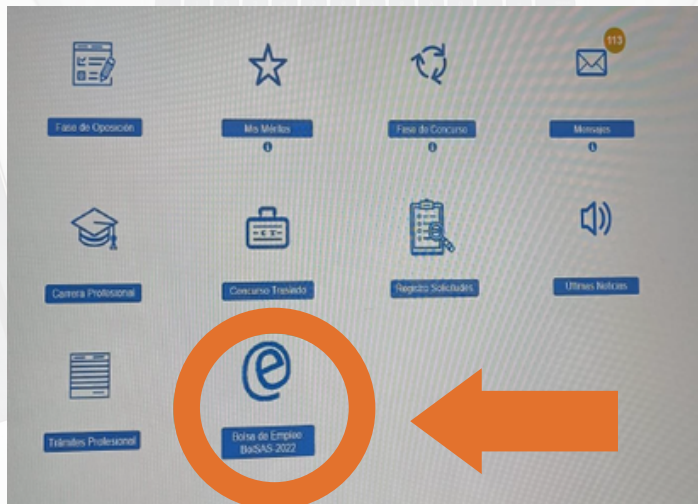 113
Fase de Oposición
Mis Méritos
Fase de Concurso
Mensajes
Carrera Profesional
Concurso Traslado
Registro Solicitudes
Últimas Noticias
Trámites Profesional
e
Bolsa de Empleo
BolSAS-2022